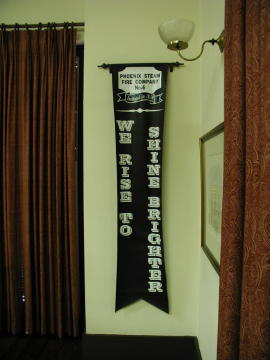 PHOENIX STEAM
FIRE COMPANY
No.6
WE RISE TO
SHINE BRIGHTER